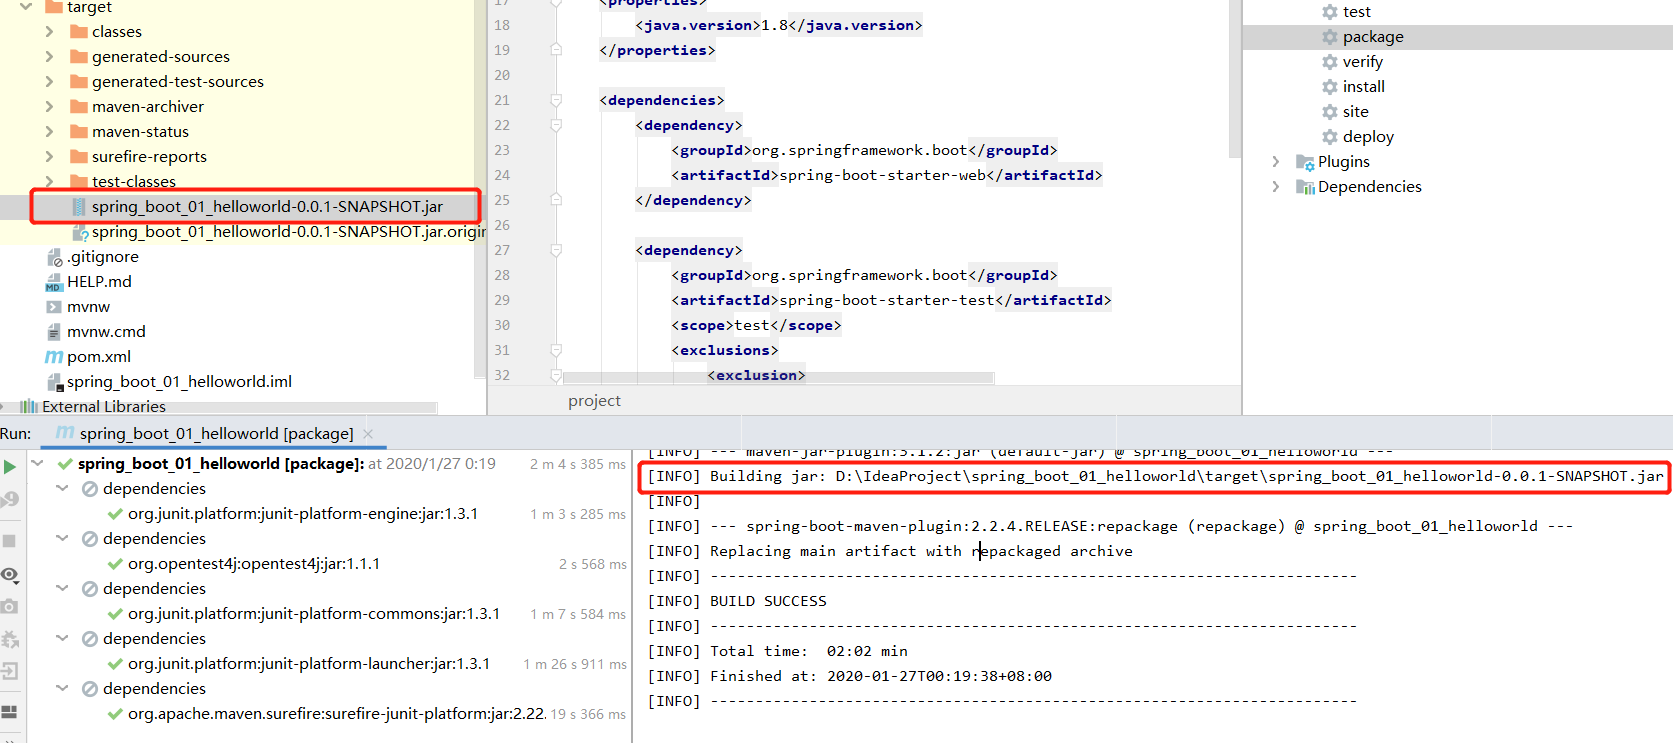 target
classes
generated-sources
generated-test-sources
maven-archiver
maven-status
surefire-reports
test-classes
spring_boot_01_helloworld-0.0.1-SNAPSHOT.jar
spring_boot_01_helloworld-0.0.1-SNAPSHOT.jar.origin
.gitignore
HELP.md
mvnw
mvnw.cmd
pom.xml
spring_boot_01_helloworld.iml
External Libraries
17 <properties>
18 <java.version>1.8</java.version>
19 </properties>
20
21 <dependencies>
22 <dependency>
23 <groupId>org.springframework.boot</groupId>
24 <artifactId>spring-boot-starter-web</artifactId>
25 </dependency>
26
27 <dependency>
28 <groupId>org.springframework.boot</groupId>
29 <artifactId>spring-boot-starter-test</artifactId>
30 <scope>test</scope>
31 <exclusions>
32 <exclusion>
project
test
package
verify
install
site
deploy
Plugins
Dependencies
Run: spring_boot_01_helloworld [package]
spring_boot_01_helloworld [package]: at 2020/1/27 0:19 2 m 4 s 385 ms
dependencies
org.junit.platform:junit-platform-engine:jar:1.3.1 1 m 3 s 285 ms
dependencies
org.opentest4j:opentest4j:jar:1.1.1 2 s 568 ms
dependencies
org.junit.platform:junit-platform-commons:jar:1.3.1 1 m 7 s 584 ms
dependencies
org.junit.platform:junit-platform-launcher:jar:1.3.1 1 m 26 s 911 ms
dependencies
org.apache.maven.surefire:surefire-junit-platform:jar:2.22. 19 s 366 ms
[INFO] --- maven-jar-plugin:3.1.2:jar (default-jar) @ spring_boot_01_helloworld ---
[INFO] Building jar: D:\IdeaProject\spring_boot_01_helloworld\target\spring_boot_01_helloworld-0.0.1-SNAPSHOT.jar
[INFO]
[INFO] --- spring-boot-maven-plugin:2.2.4.RELEASE:repackage (repackage) @ spring_boot_01_helloworld ---
[INFO] Replacing main artifact with repackaged archive
[INFO] ------------------------------------------------------------------------
[INFO] BUILD SUCCESS
[INFO] ------------------------------------------------------------------------
[INFO] Total time:  02:02 min
[INFO] Finished at: 2020-01-27T00:19:38+08:00
[INFO] ------------------------------------------------------------------------